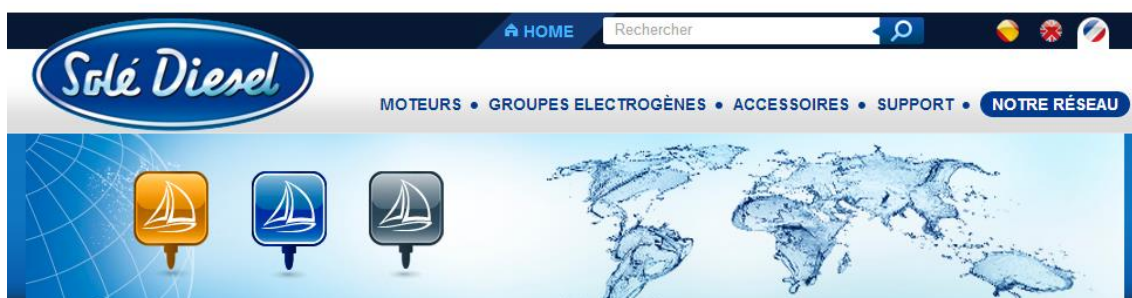 HOME
Rechercher
Solé Diesel
MOTEURS • GROUPES ELECTROGÈNES • ACCESSOIRES • SUPPORT • NOTRE RÉSEAU